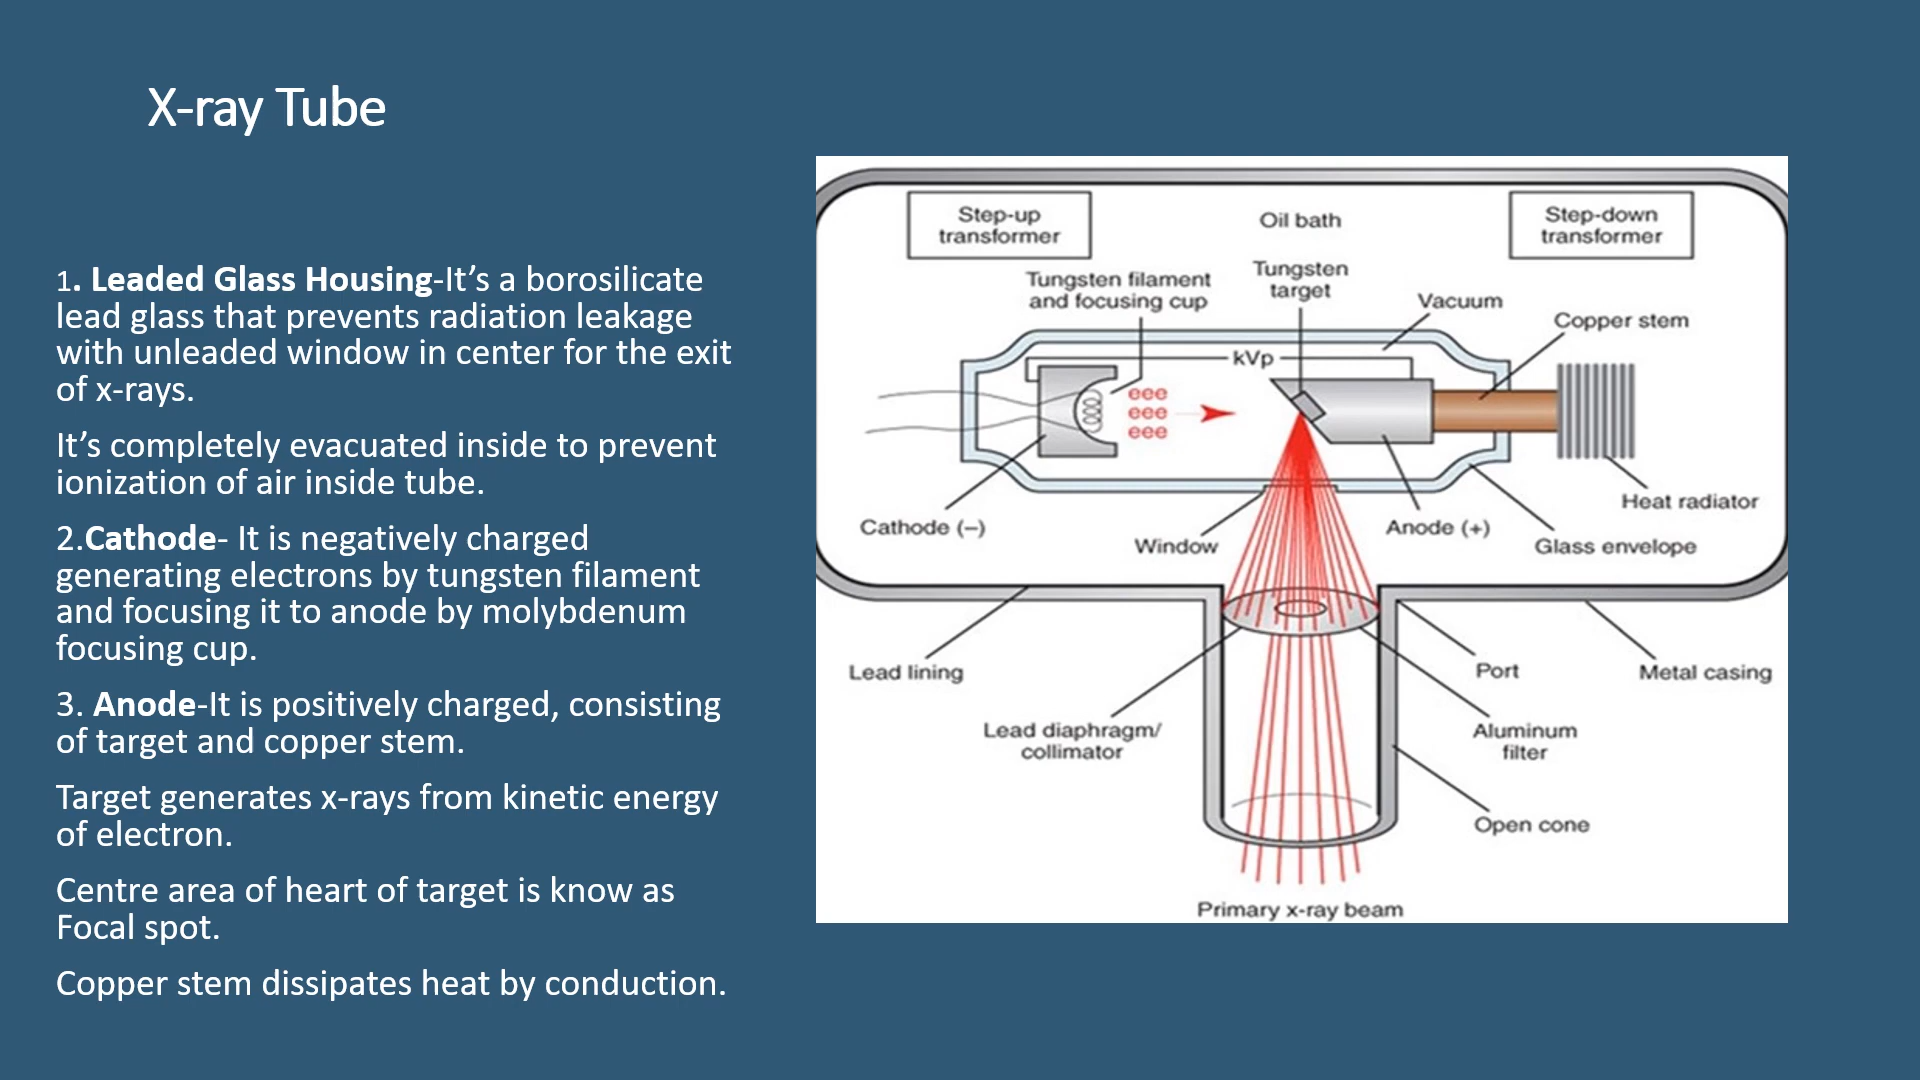 X-ray Tube
1. Leaded Glass Housing-It’s a borosilicate
lead glass that prevents radiation leakage
with unleaded window in center for the exit
of x-rays.
It’s completely evacuated inside to prevent
ionization of air inside tube.
2.Cathode- It is negatively charged
generating electrons by tungsten filament
and focusing it to anode by molybdenum
focusing cup.
3. Anode-It is positively charged, consisting
of target and copper stem.
Target generates x-rays from kinetic energy
of electron.
Centre area of heart of target is know as
Focal spot.
Copper stem dissipates heat by conduction.
Step-up
transformer
Oil bath
Step-down
transformer
Tungsten filament
and focusing cup
Tungsten
target
Vacuum
Copper stem
kVp
eee
eee
eee
Cathode (–)
Window
Anode (+)
Heat radiator
Glass envelope
Lead lining
Port
Metal casing
Lead diaphragm/
collimator
Aluminum
filter
Open cone
Primary x-ray beam